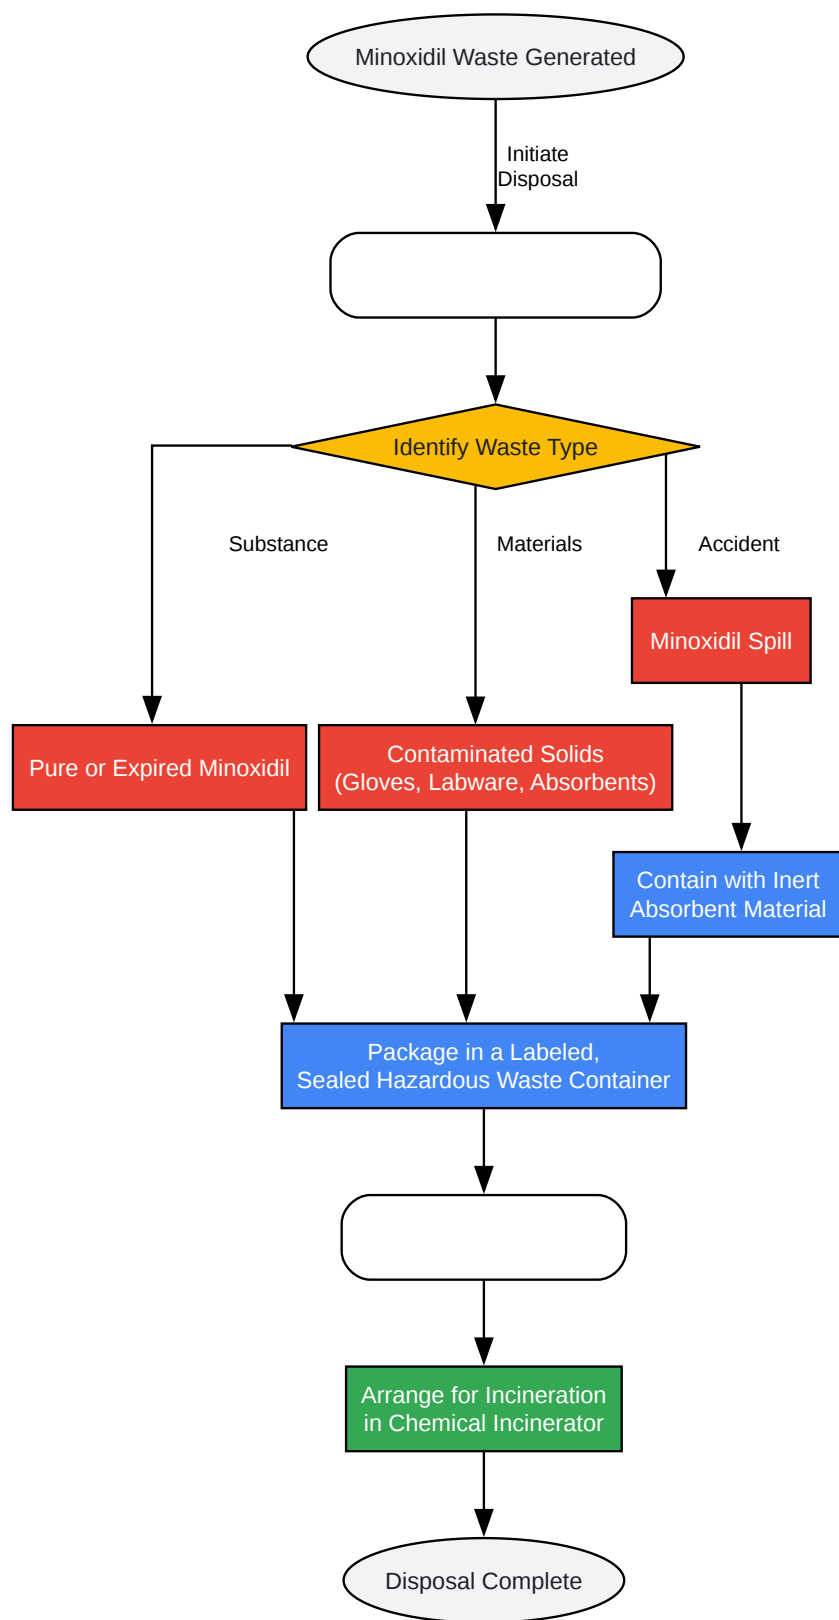 Minoxidil Waste Generated
Initiate
Disposal
Identify Waste Type
Substance
Materials
Accident
Minoxidil Spill
Pure or Expired Minoxidil
Contaminated Solids
(Gloves, Labware, Absorbents)
Contain with Inert
Absorbent Material
Package in a Labeled,
Sealed Hazardous Waste Container
Arrange for Incineration
in Chemical Incinerator
Disposal Complete